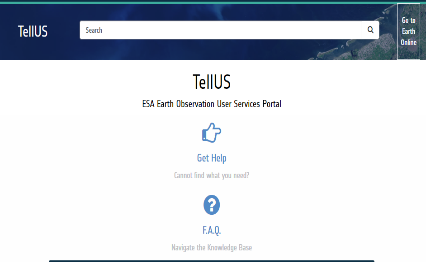 TellUS
Search
Go to
Earth
Online
TellUS
ESA Earth Observation User Services Portal
Get Help
Cannot find what you need?
F.A.Q.
Navigate the Knowledge Base